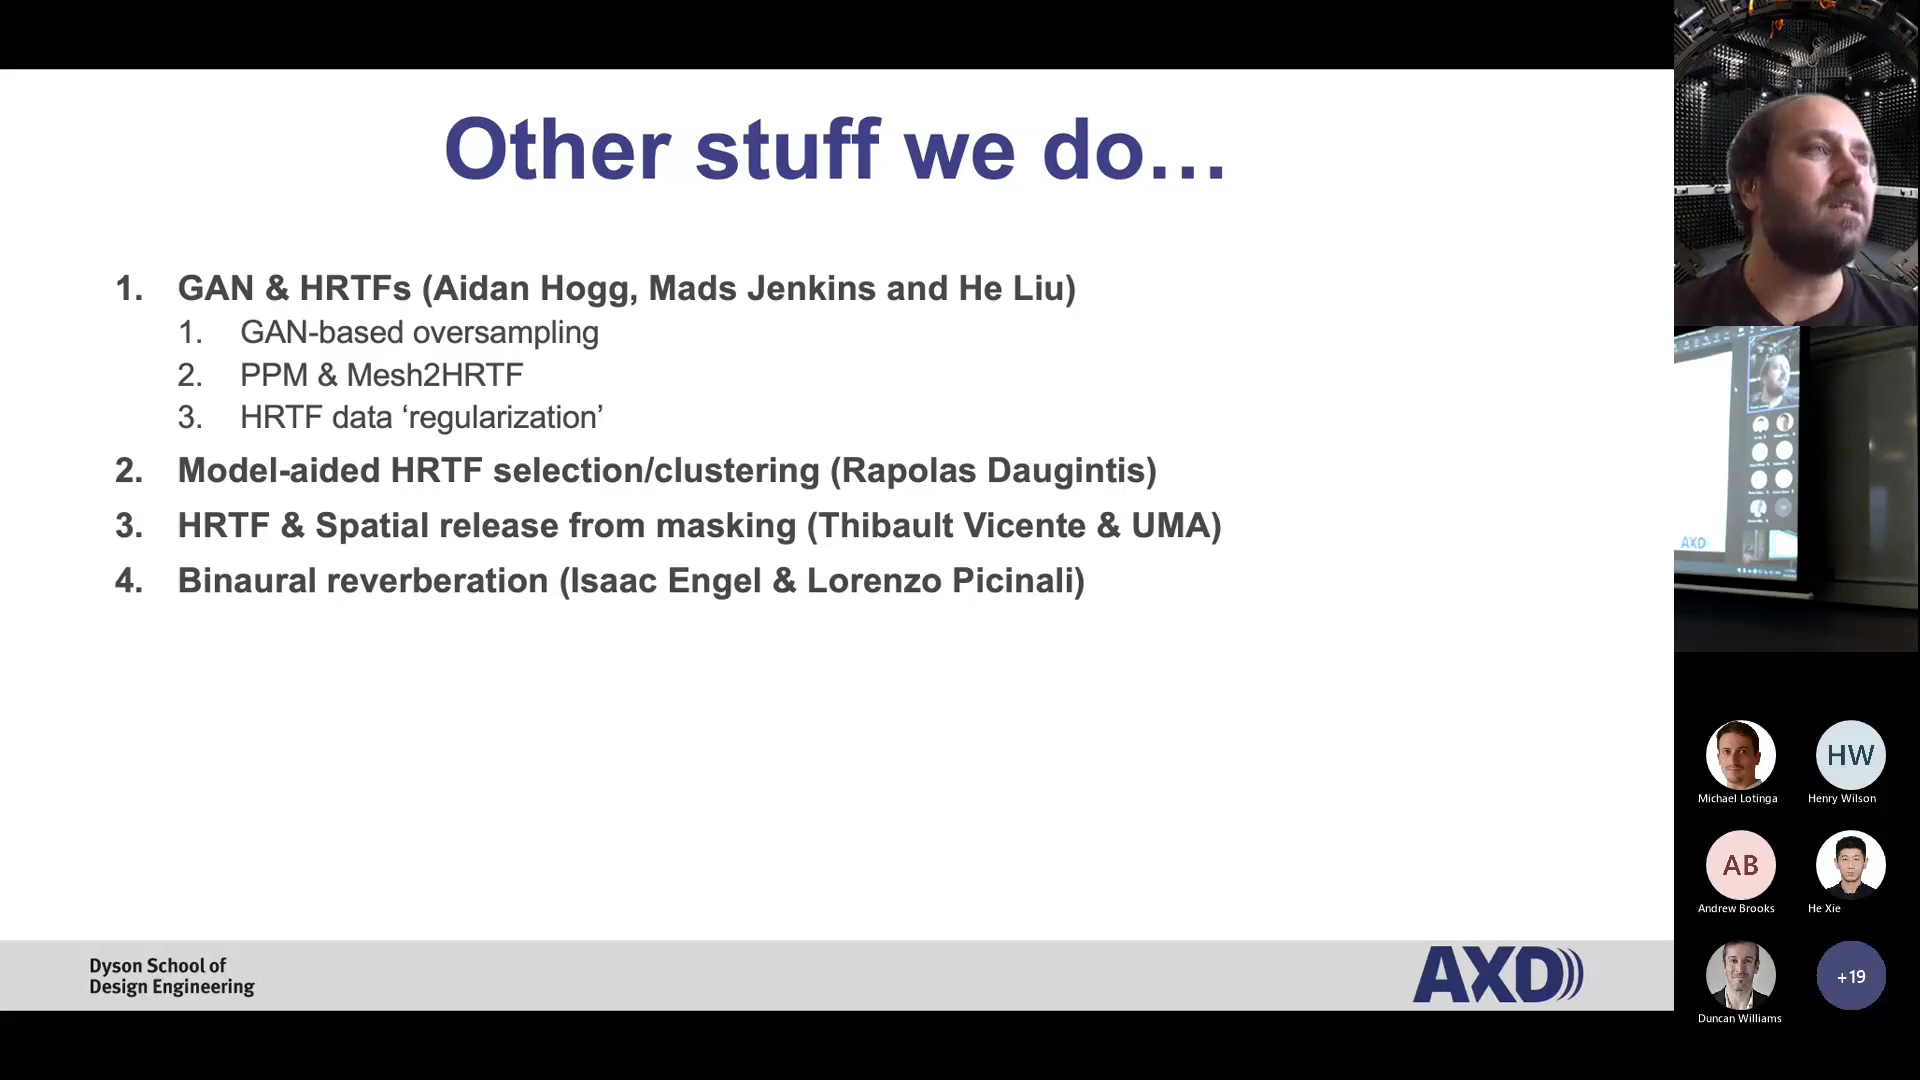 Other stuff we do…
1. GAN & HRTFs (Aidan Hogg, Mads Jenkins and He Liu)
1. GAN-based oversampling
2. PPM & Mesh2HRTF
3. HRTF data ‘regularization’
2. Model-aided HRTF selection/clustering (Rapolas Daugintis)
3. HRTF & Spatial release from masking (Thibault Vicente & UMA)
4. Binaural reverberation (Isaac Engel & Lorenzo Picinali)
Dyson School of
Design Engineering
AXD
AXD
HW
Michael Lotinga
Henry Wilson
AB
Andrew Brooks
He Xie
+19
Duncan Williams